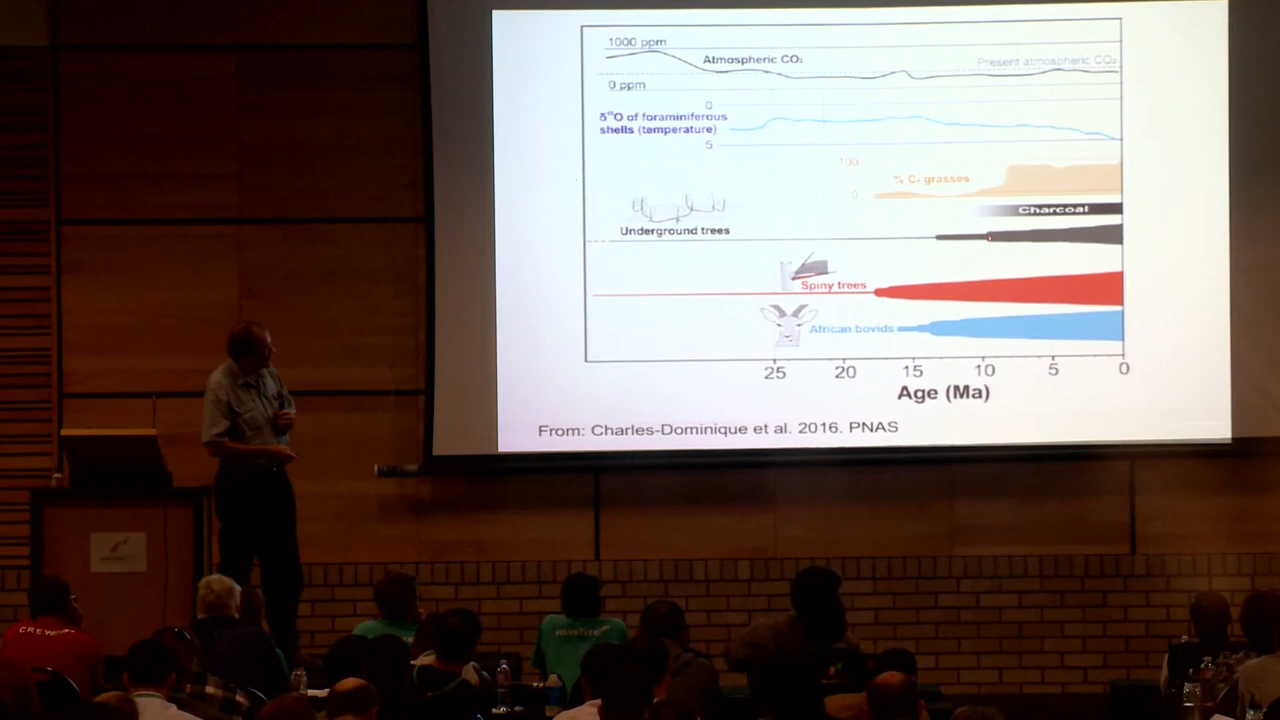 1000 ppm
Atmospheric CO₂
Present atmospheric CO₂
0 ppm
0
δ¹⁸O of foraminiferous
shells (temperature)
5
100
% C₄ grasses
0
Charcoal
Underground trees
Spiny trees
African bovids
25 20 15 10 5 0
Age (Ma)
From: Charles-Dominique et al. 2016. PNAS
CREW
VOLUNTEER